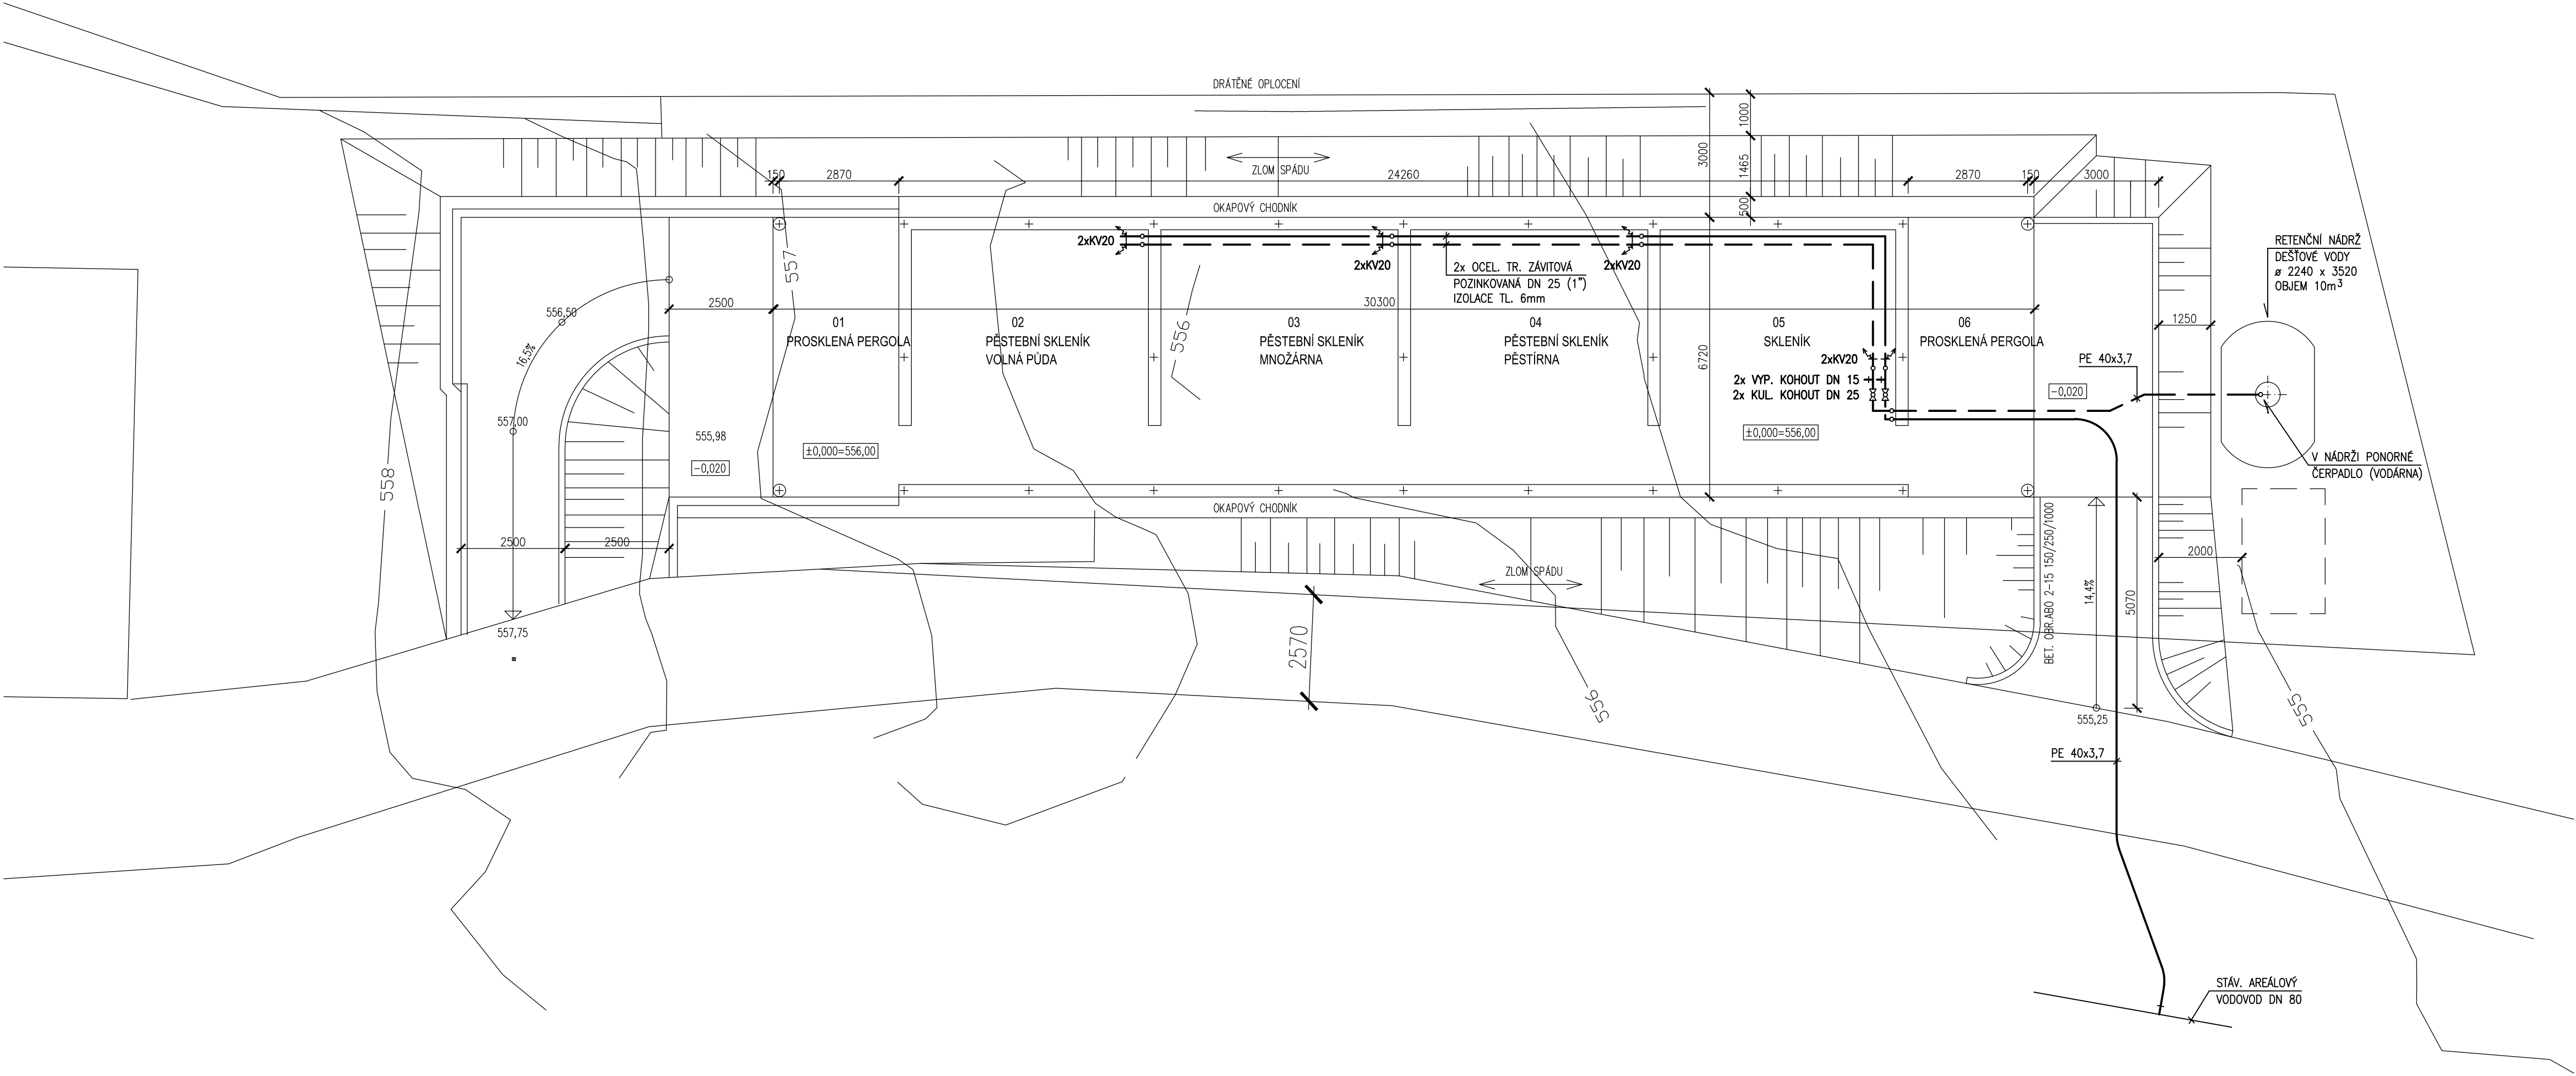 DRÁTĚNÉ OPLOCENÍ
1000
3000
1465
500
ZLOM SPÁDU
150
2870
24260
2870
150
3000
OKAPOVÝ CHODNÍK
2xKV20
2xKV20
2xKV20
2x OCEL. TR. ZÁVITOVÁ
POZINKOVANÁ DN 25 (1")
IZOLACE TL. 6mm
RETENČNÍ NÁDRŽ
DEŠŤOVÉ VODY
ø 2240 x 3520
OBJEM 10m³
557
556
558
2500
30300
1250
556,50
16,5%
557,00
01
PROSKLENÁ PERGOLA
02
PĚSTEBNÍ SKLENÍK
VOLNÁ PŮDA
03
PĚSTEBNÍ SKLENÍK
MNOŽÁRNA
04
PĚSTEBNÍ SKLENÍK
PĚSTÍRNA
05
SKLENÍK
06
PROSKLENÁ PERGOLA
6720
2xKV20
2x VYP. KOHOUT DN 15
2x KUL. KOHOUT DN 25
PE 40x3,7
-0,020
555,98
-0,020
±0,000=556,00
±0,000=556,00
V NÁDRŽI PONORNÉ
ČERPADLO (VODÁRNA)
OKAPOVÝ CHODNÍK
2500
2500
ZLOM SPÁDU
BET. OBR.ABO 2-15 150/250/1000
14,4%
5070
2000
557,75
2570
556
555
555,25
PE 40x3,7
STÁV. AREÁLOVÝ
VODOVOD DN 80